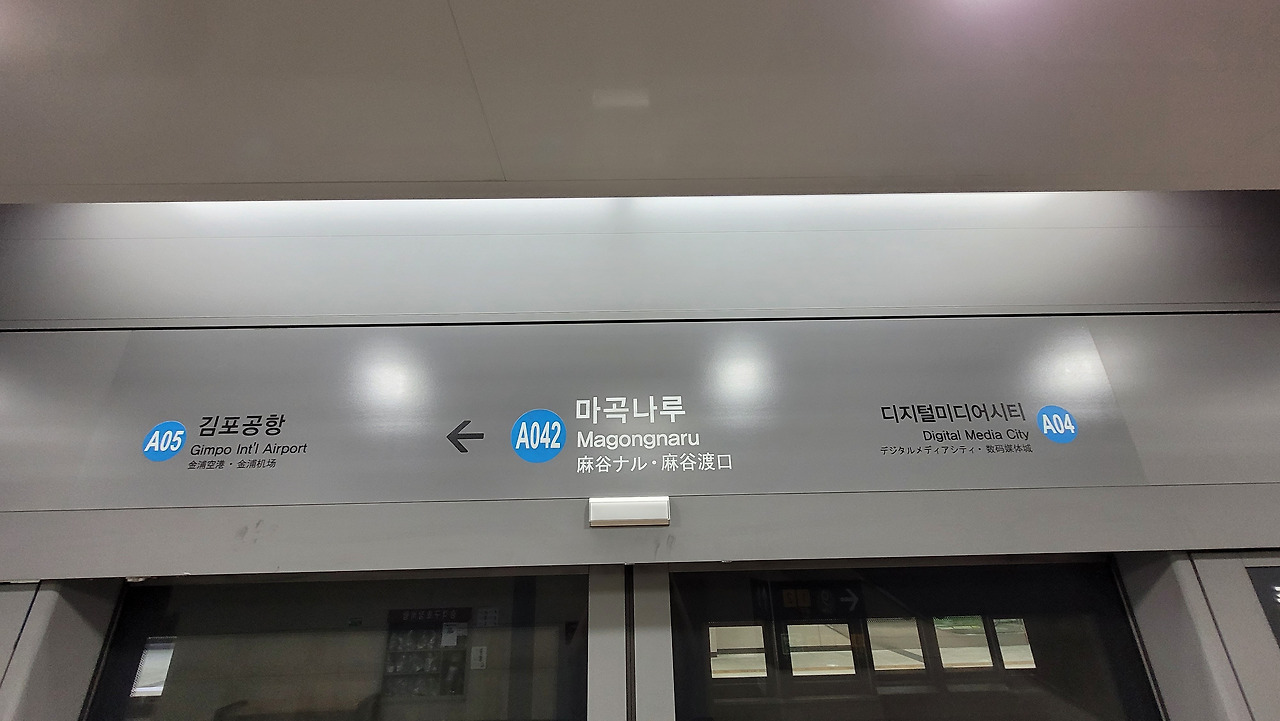 A05
김포공항
Gimpo Int'l Airport
金浦空港・金浦机场
←
A042
마곡나루
Magongnaru
麻谷ナル・麻谷渡口
디지털미디어시티
Digital Media City
デジタルメディアシティ・数码媒体城
A04
→